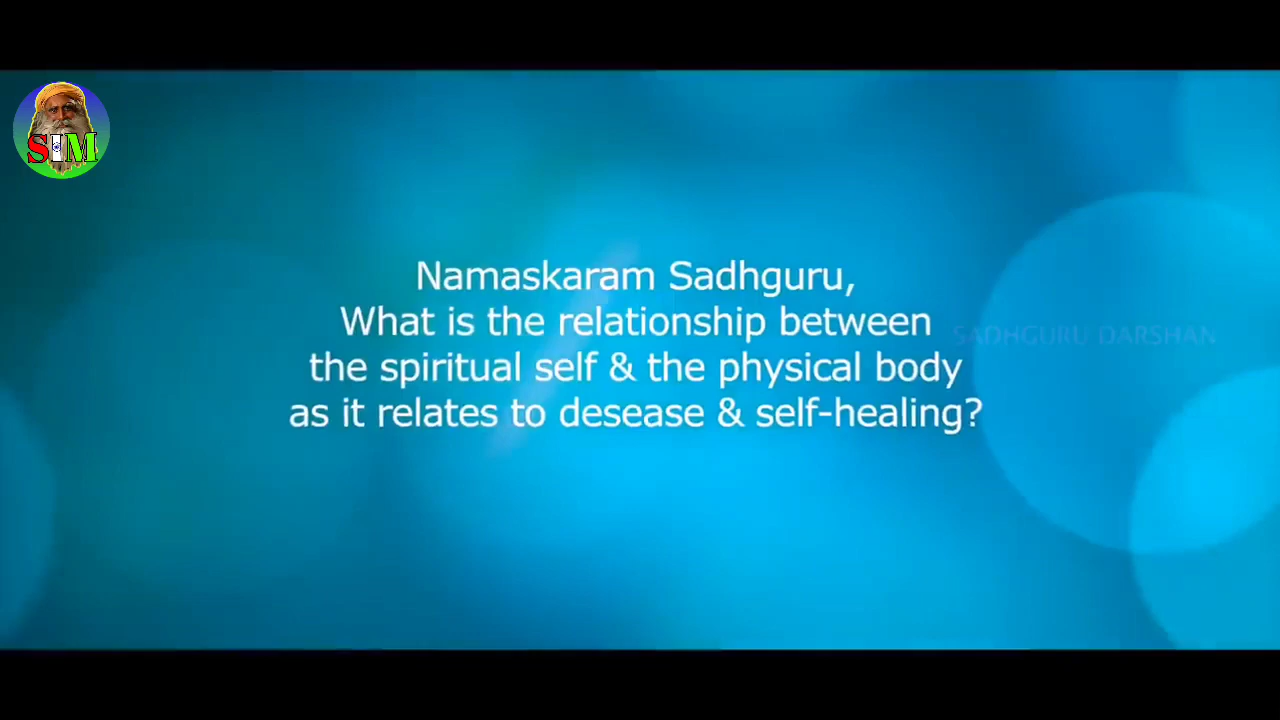 SIM
Namaskaram Sadhguru,
What is the relationship between
the spiritual self & the physical body
as it relates to desease & self-healing?
SADHGURU DARSHAN